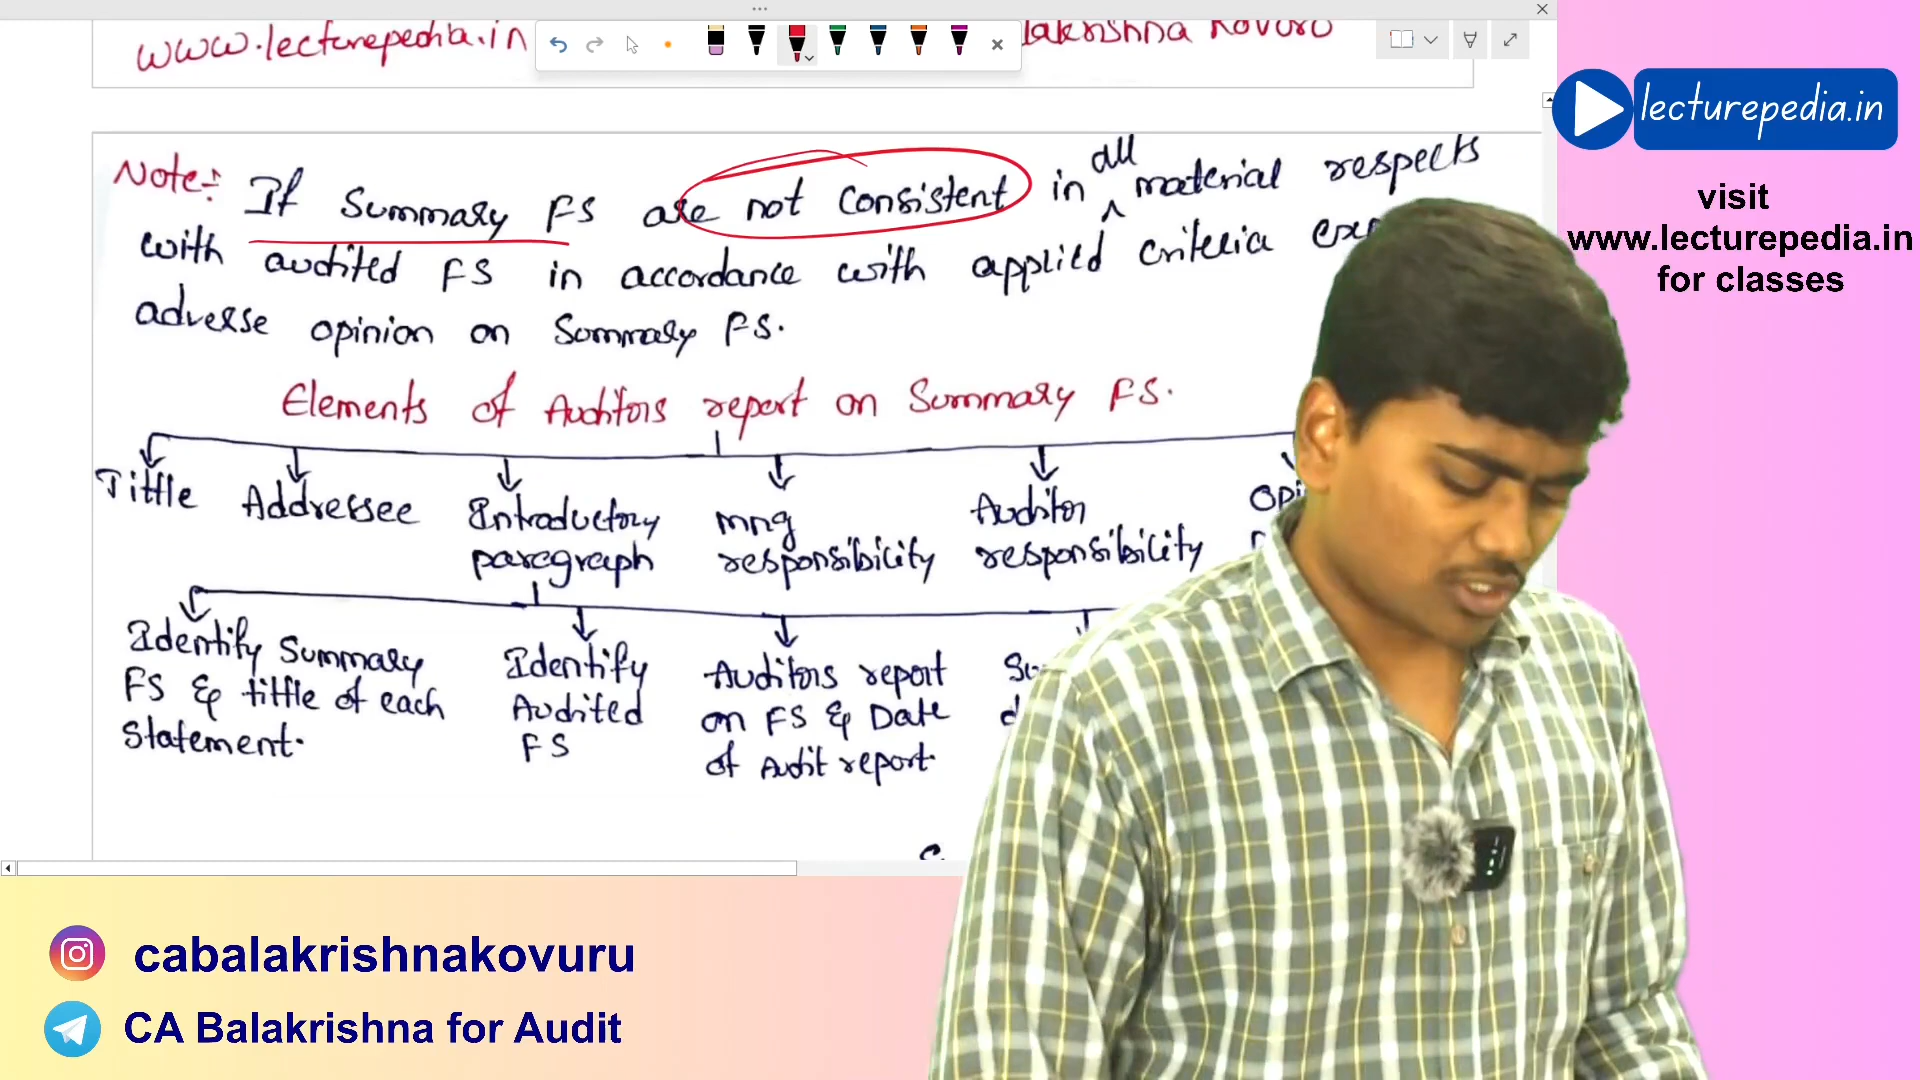 www.lecturepedia.in
lakrishna Kovuru
lecturepedia.in
visit
www.lecturepedia.in
for classes
Note:- If Summary FS are not consistent in all material respects
with audited FS in accordance with applied criteria
adverse opinion on Summary FS.
Elements of Auditors report on Summary FS.
Tittle Addressee Introductory paragraph mng responsibility Auditor responsibility
Identify Summary FS & tittle of each Statement.
Identify Audited FS
Auditors report on FS & Date of Audit report.
cabalakrishnakovuru
CA Balakrishna for Audit